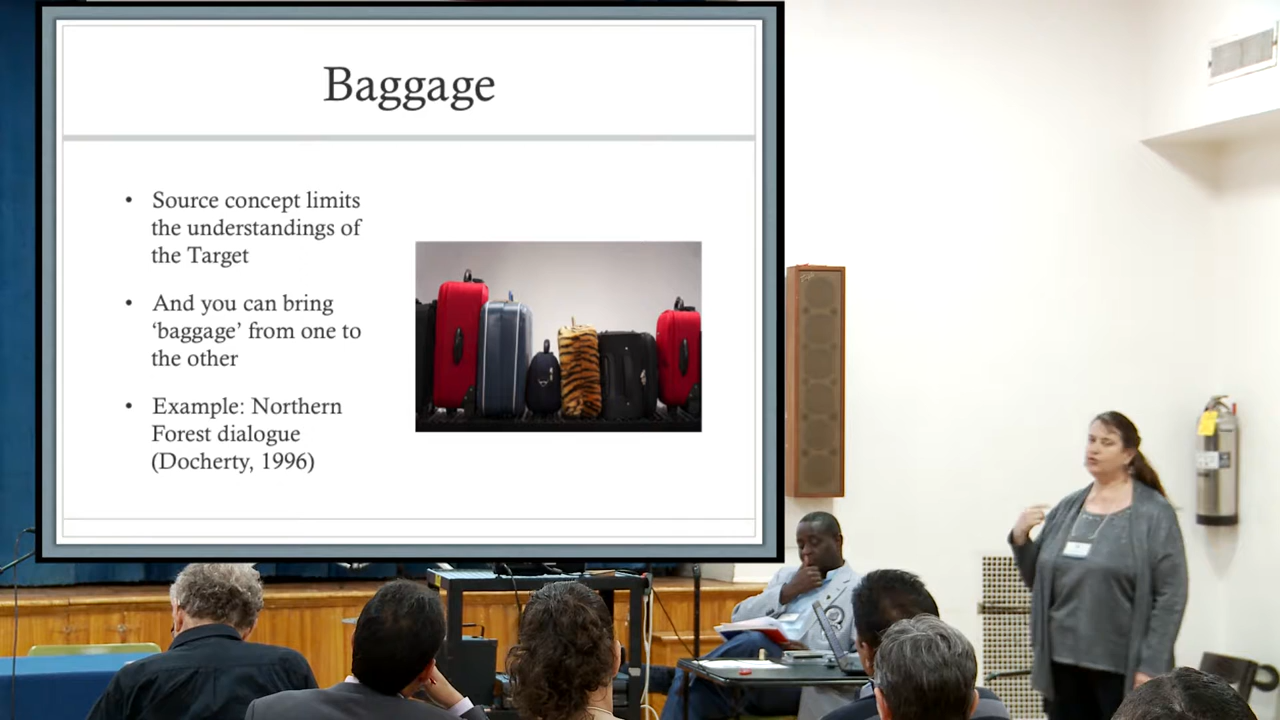 Baggage
• Source concept limits
the understandings of
the Target
• And you can bring
‘baggage’ from one to
the other
• Example: Northern
Forest dialogue
(Docherty, 1996)